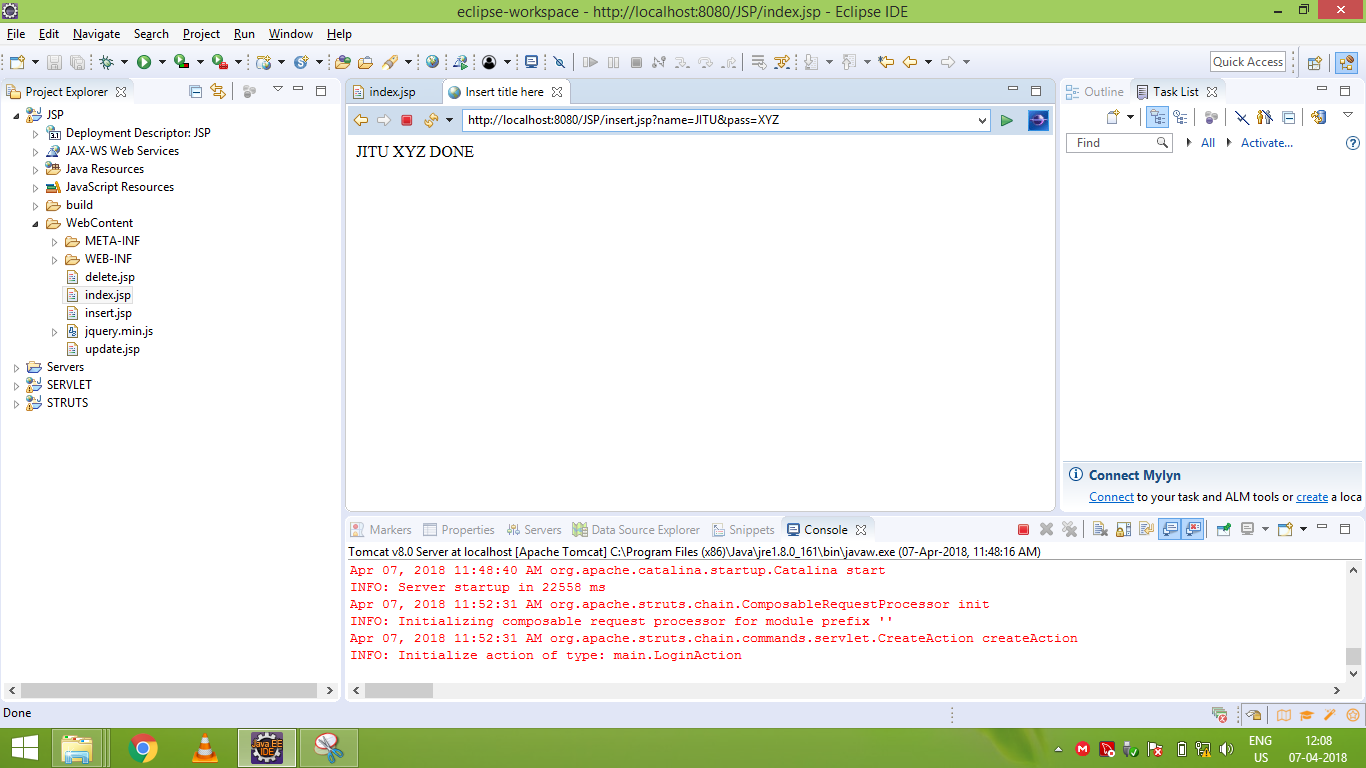 eclipse-workspace - http://localhost:8080/JSP/index.jsp - Eclipse IDE
File Edit Navigate Search Project Run Window Help
Quick Access
Project Explorer
JSP
Deployment Descriptor: JSP
JAX-WS Web Services
Java Resources
JavaScript Resources
build
WebContent
META-INF
WEB-INF
delete.jsp
index.jsp
insert.jsp
jquery.min.js
update.jsp
Servers
SERVLET
STRUTS
index.jsp Insert title here
http://localhost:8080/JSP/insert.jsp?name=JITU&pass=XYZ
JITU XYZ DONE
Outline Task List
Find All Activate...
Connect Mylyn
Connect to your task and ALM tools or create a loca
Markers Properties Servers Data Source Explorer Snippets Console
Tomcat v8.0 Server at localhost [Apache Tomcat] C:\Program Files (x86)\Java\jre1.8.0_161\bin\javaw.exe (07-Apr-2018, 11:48:16 AM)
Apr 07, 2018 11:48:40 AM org.apache.catalina.startup.Catalina start
INFO: Server startup in 22558 ms
Apr 07, 2018 11:52:31 AM org.apache.struts.chain.ComposableRequestProcessor init
INFO: Initializing composable request processor for module prefix ''
Apr 07, 2018 11:52:31 AM org.apache.struts.chain.commands.servlet.CreateAction createAction
INFO: Initialize action of type: main.LoginAction
Done
Java EE
IDE
ENG
US
12:08
07-04-2018